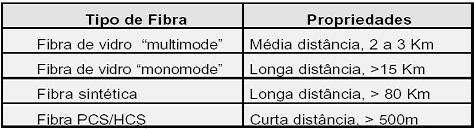 Tipo de Fibra Propriedades
Fibra de vidro “multimode” Média distância, 2 a 3 Km
Fibra de vidro “monomode” Longa distância, >15 Km
Fibra sintética Longa distância, > 80 Km
Fibra PCS/HCS Curta distância, > 500m